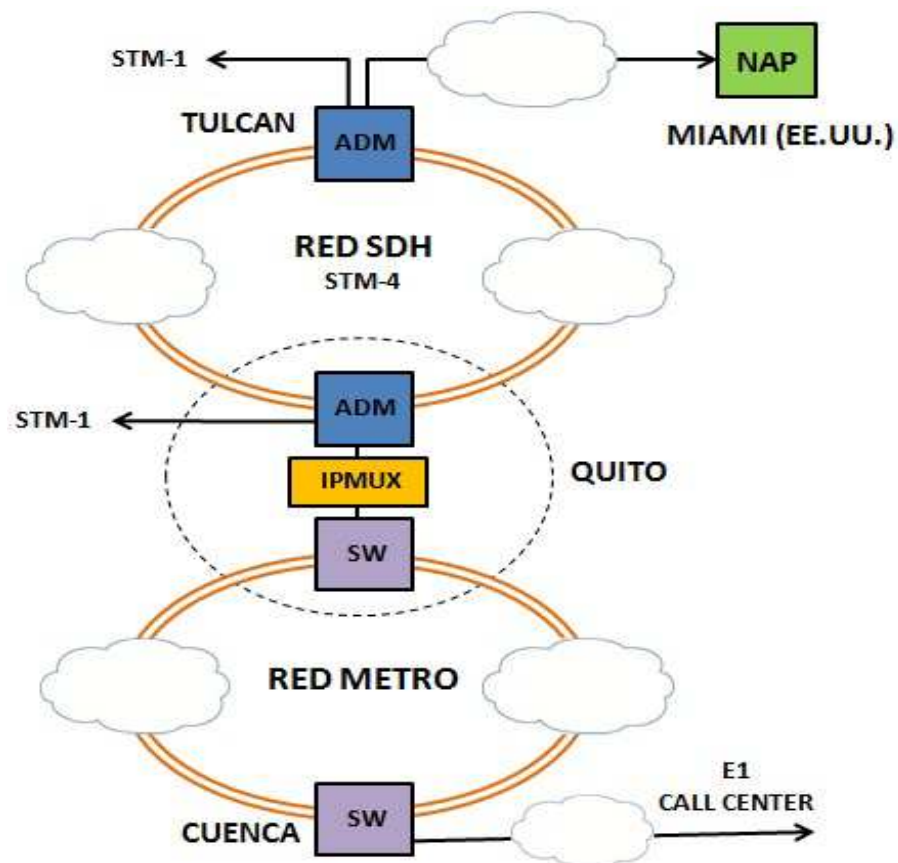 STM-1
NAP
TULCAN
ADM
MIAMI (EE.UU.)
RED SDH
STM-4
ADM
STM-1
IPMUX
QUITO
SW
RED METRO
E1
CALL CENTER
SW
CUENCA